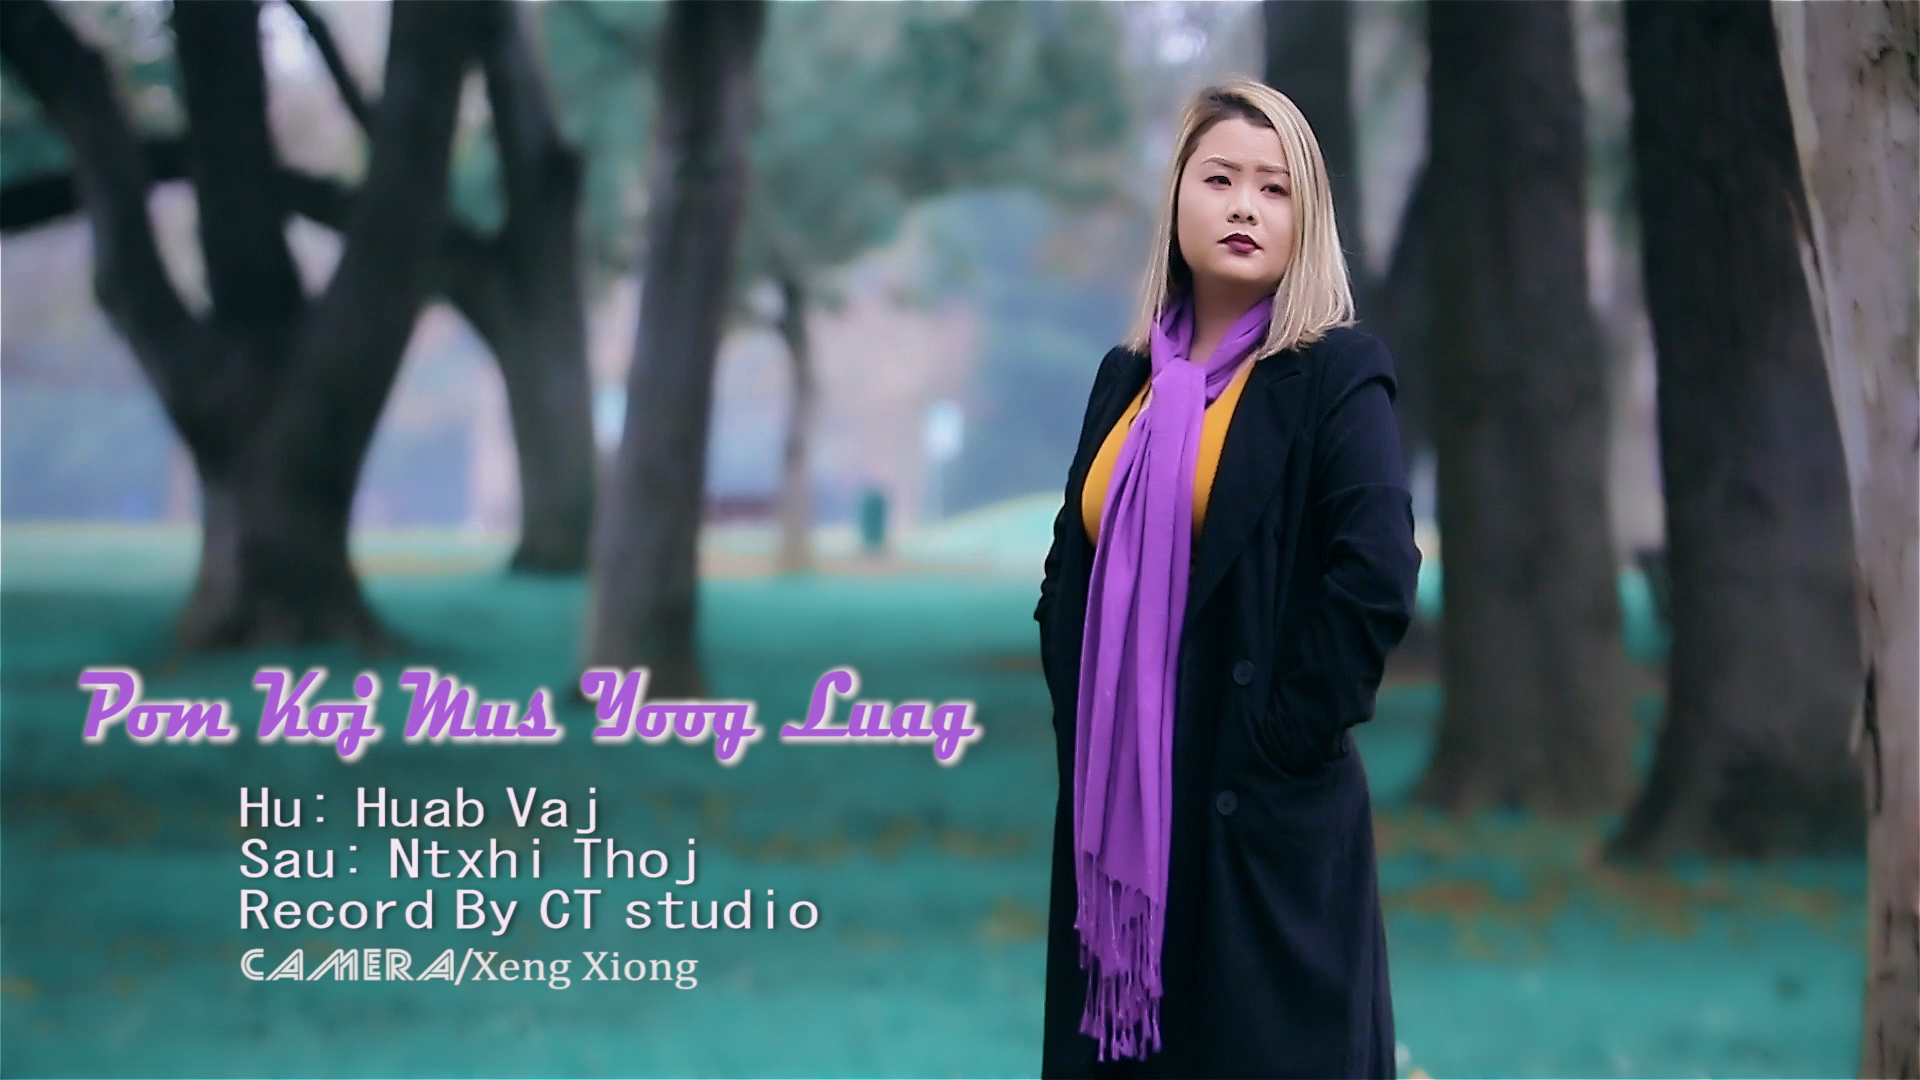 Pom Koj Mus Yoog Luag
Hu: Huab Vaj
Sau: Ntxhi Thoj
Record By CT studio
CAMERA/Xeng Xiong